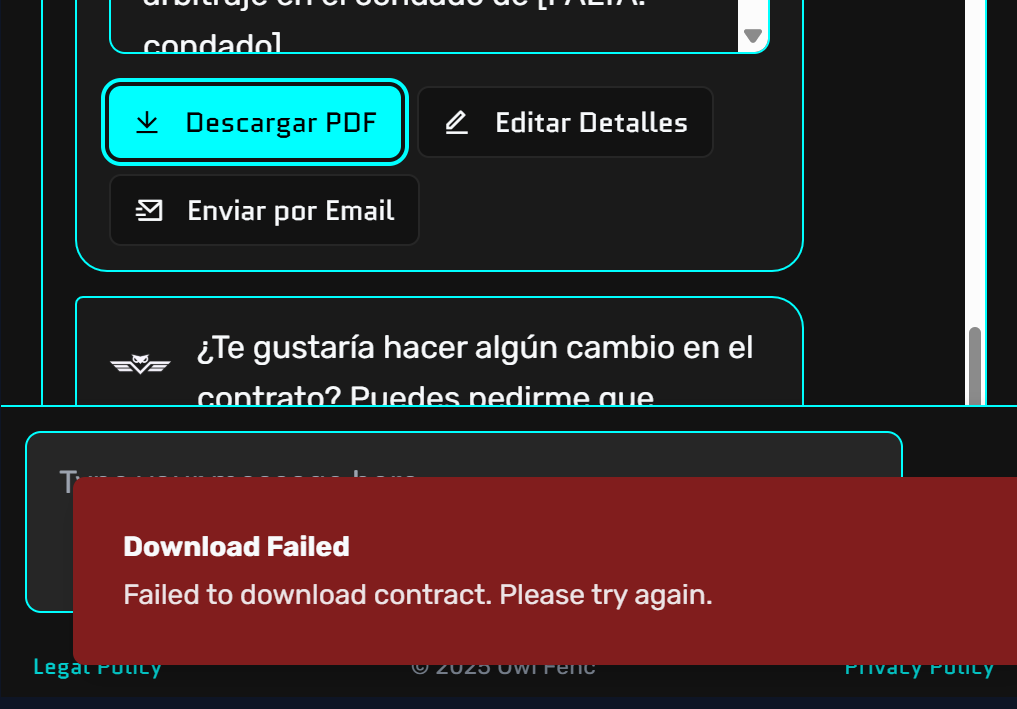 arbitraje en el condado de [FALTA:
condado]
Descargar PDF
Editar Detalles
Enviar por Email
¿Te gustaría hacer algún cambio en el
contrato? Puedes pedirme que
Type your message here
Download Failed
Failed to download contract. Please try again.
Legal Policy
© 2025 Owl Fenc
Privacy Policy